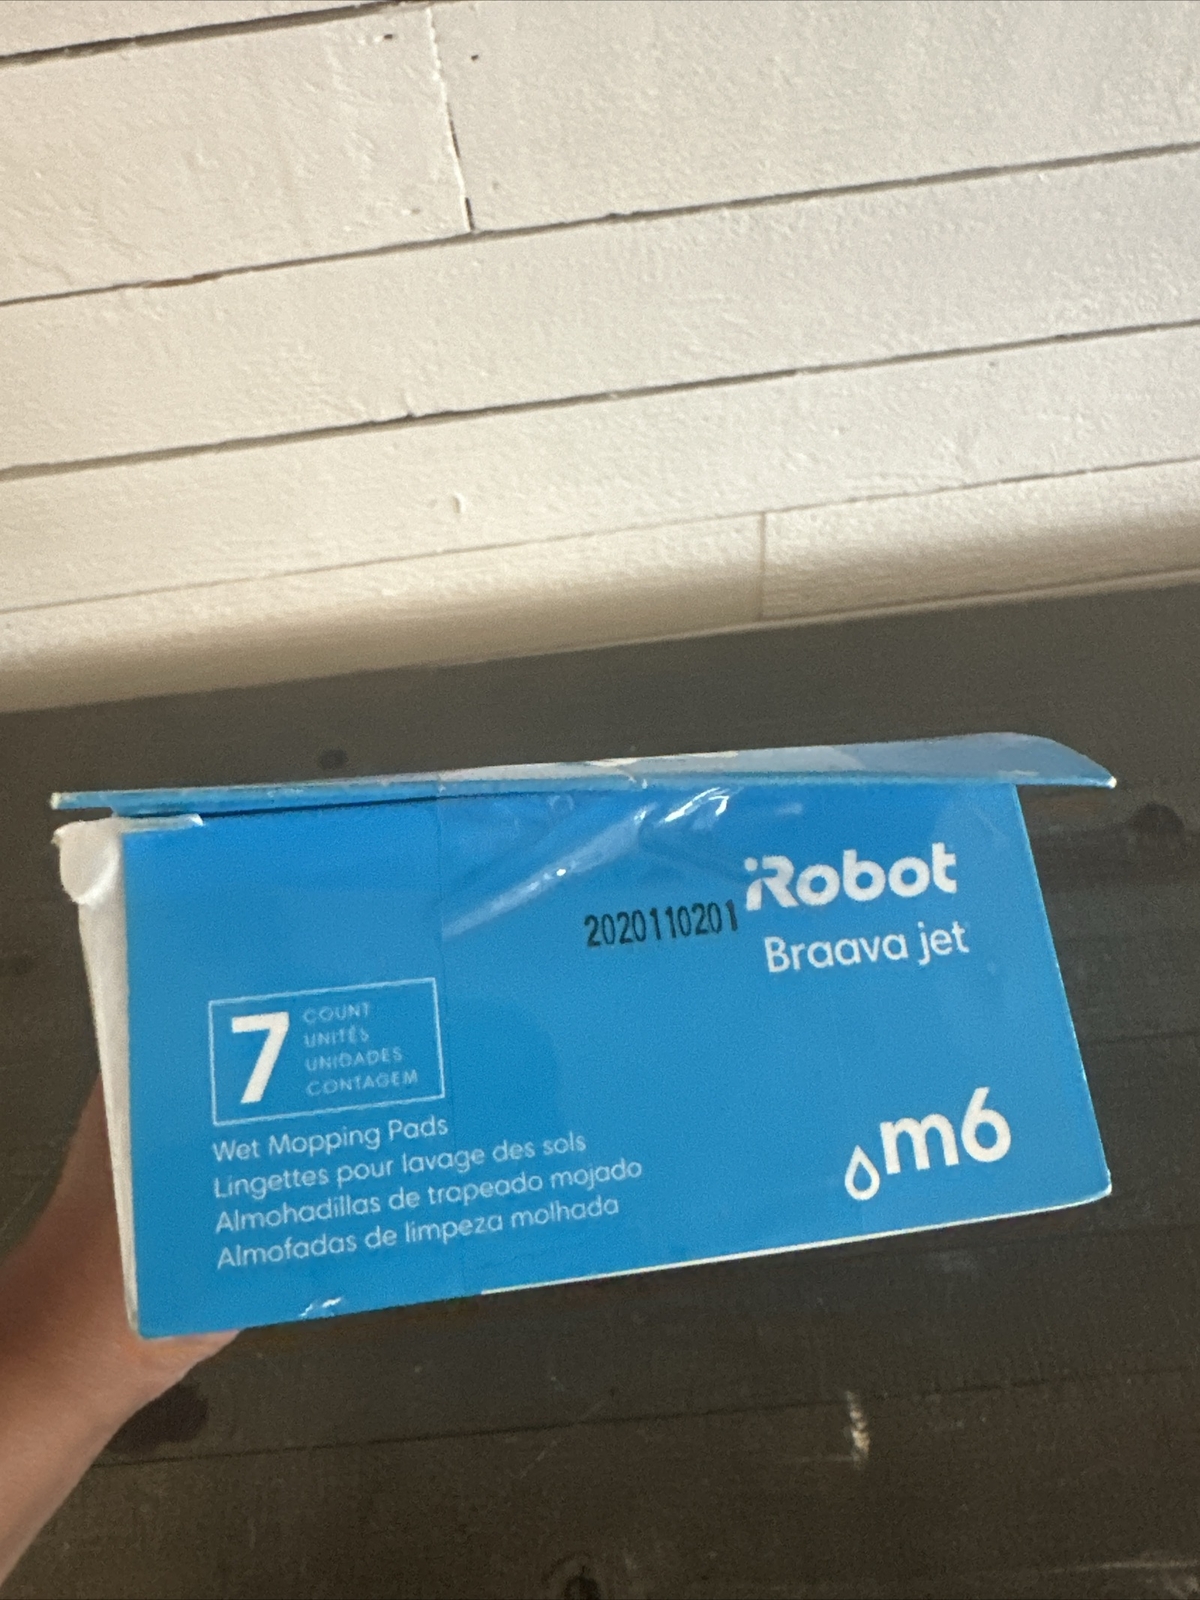 iRobot
2020110201
Braava jet
7
COUNT
UNITÉS
UNIDADES
CONTAGEM
Wet Mopping Pads
Lingettes pour lavage des sols
Almohadillas de trapeado mojado
Almofadas de limpeza molhada
m6